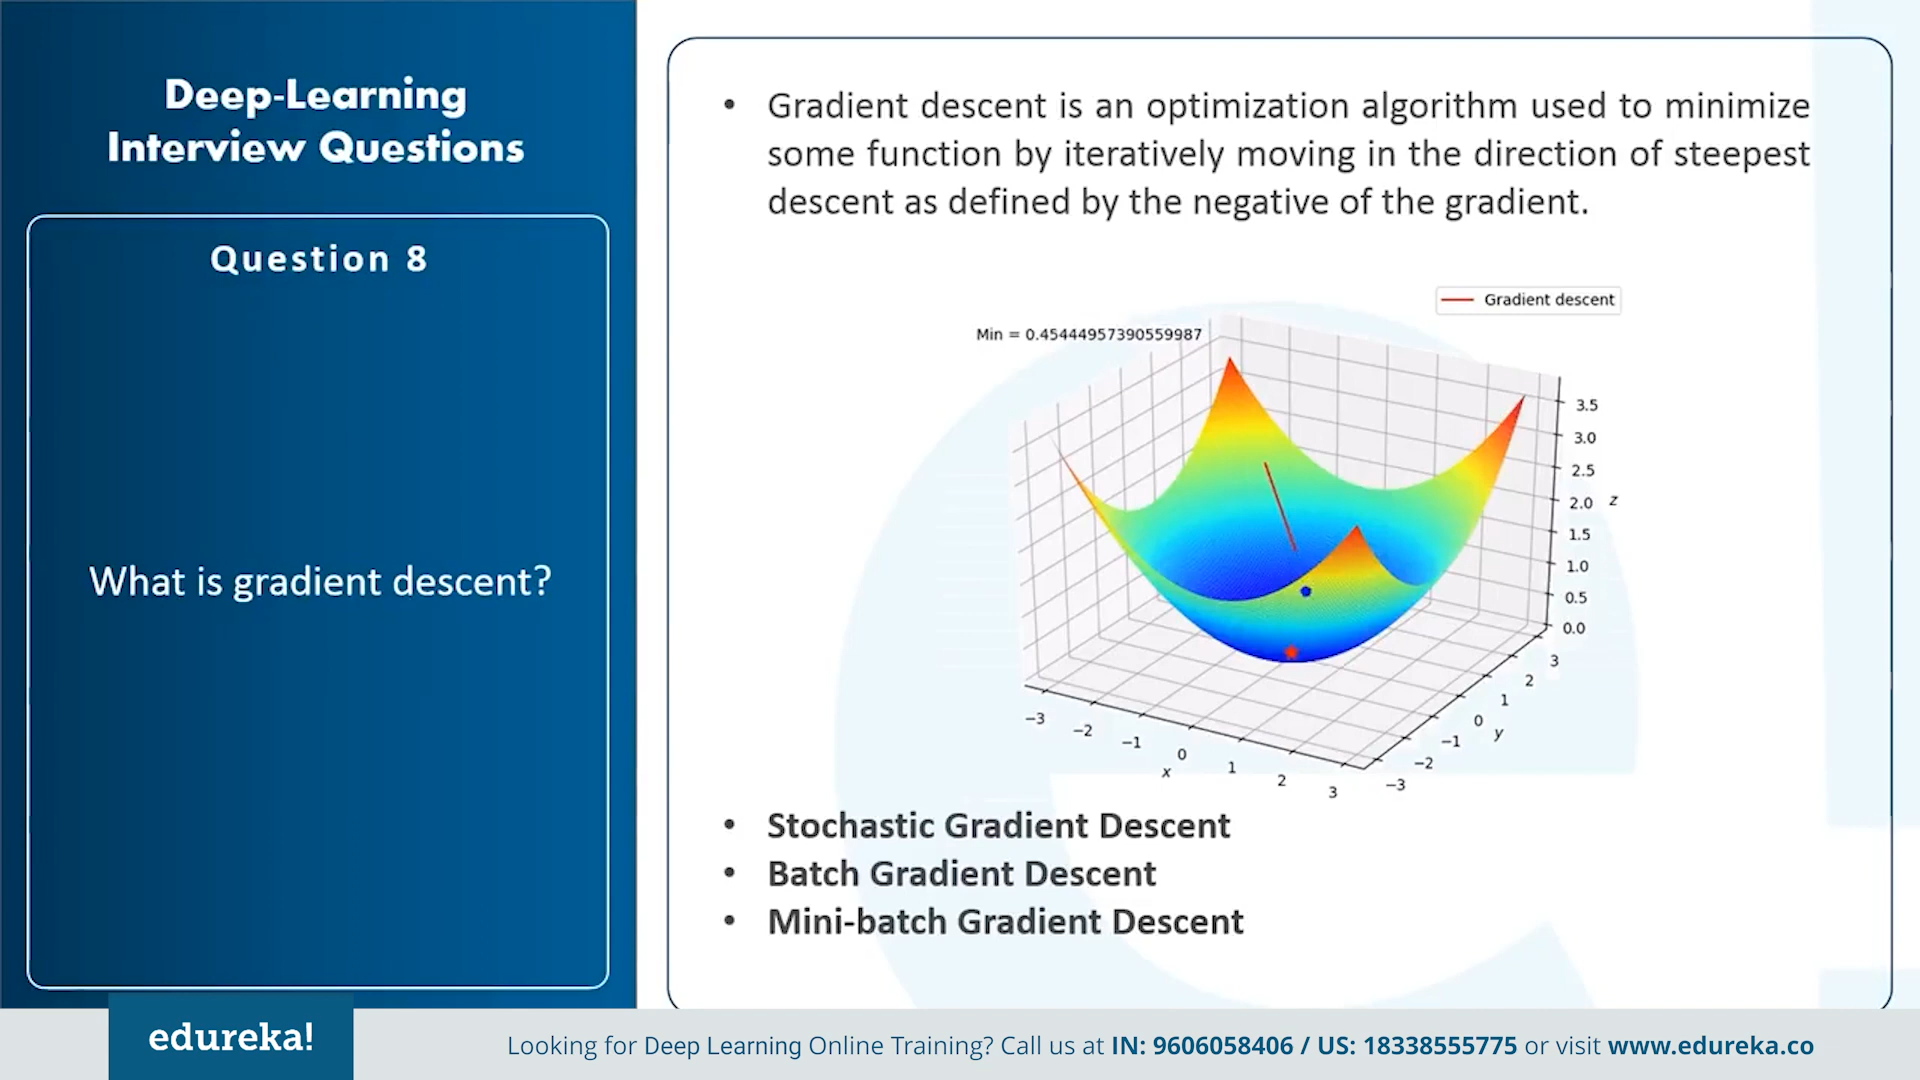 Deep-Learning
Interview Questions
Question 8
What is gradient descent?
• Gradient descent is an optimization algorithm used to minimize
some function by iteratively moving in the direction of steepest
descent as defined by the negative of the gradient.
Gradient descent
Min = 0.45444957390559987
3.5
3.0
2.5
2.0 z
1.5
1.0
0.5
0.0
3
2
1
0
y
−1
−2
−3
−3
−2
−1
0
x
1
2
3
• Stochastic Gradient Descent
• Batch Gradient Descent
• Mini-batch Gradient Descent
edureka!
Looking for Deep Learning Online Training? Call us at IN: 9606058406 / US: 18338555775 or visit www.edureka.co